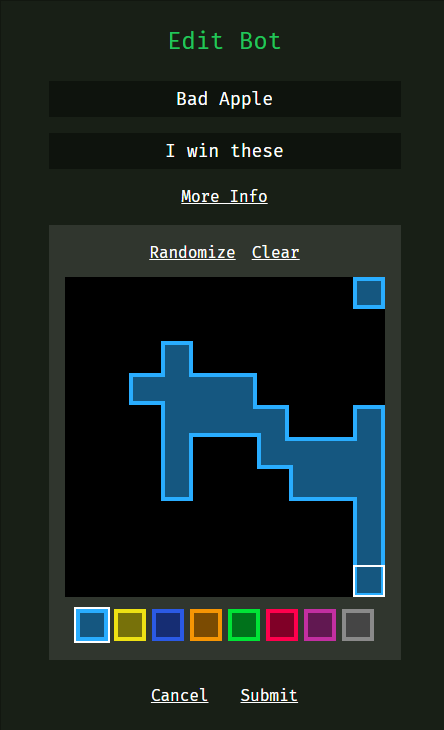 Edit Bot
Bad Apple
I win these
More Info
Randomize Clear
Cancel Submit